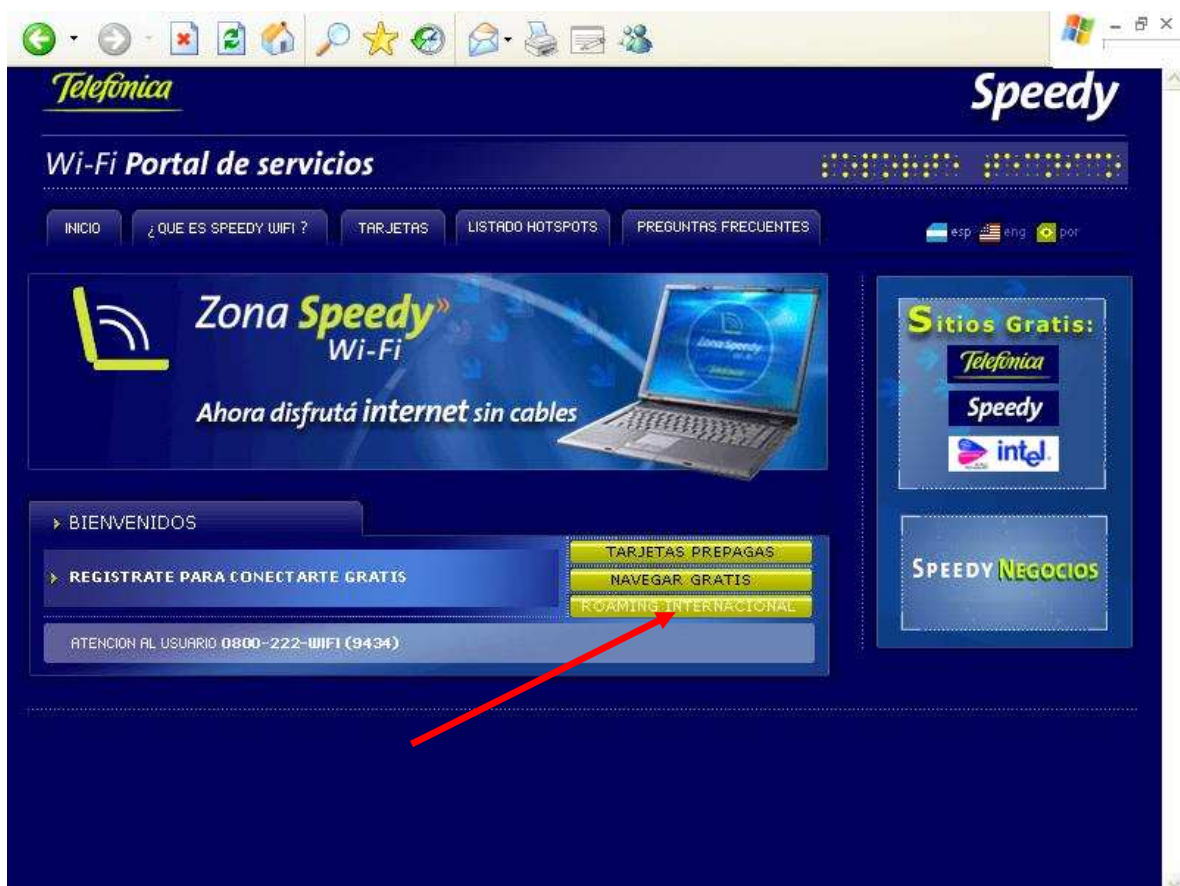 Telefónica
Speedy
Wi-Fi Portal de servicios
INICIO
¿ QUE ES SPEEDY WIFI ?
TARJETAS
LISTADO HOTSPOTS
PREGUNTAS FRECUENTES
esp eng por
Zona Speedy»
Wi-Fi
Ahora disfrutá internet sin cables
Zona Speedy
Sitios Gratis:
Telefónica
Speedy
intel.
BIENVENIDOS
REGISTRATE PARA CONECTARTE GRATIS
TARJETAS PREPAGAS
NAVEGAR GRATIS
ROAMING INTERNACIONAL
ATENCION AL USUARIO 0800-222-WIFI (9434)
SPEEDY NEGOCIOS